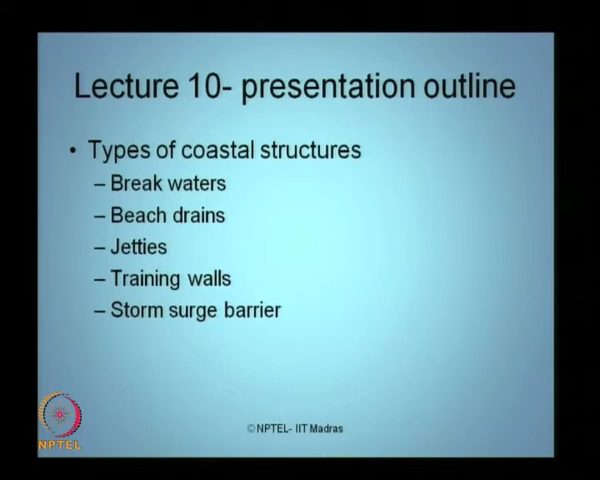 Lecture 10- presentation outline
• Types of coastal structures
– Break waters
– Beach drains
– Jetties
– Training walls
– Storm surge barrier
NPTEL
©NPTEL- IIT Madras